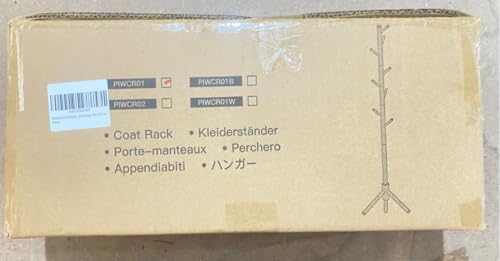 PIWCR01 PIWCR01B
PIWCR02 PIWCR01W
• Coat Rack • Kleiderständer
• Porte-manteaux • Perchero
• Appendiabiti • ハンガー